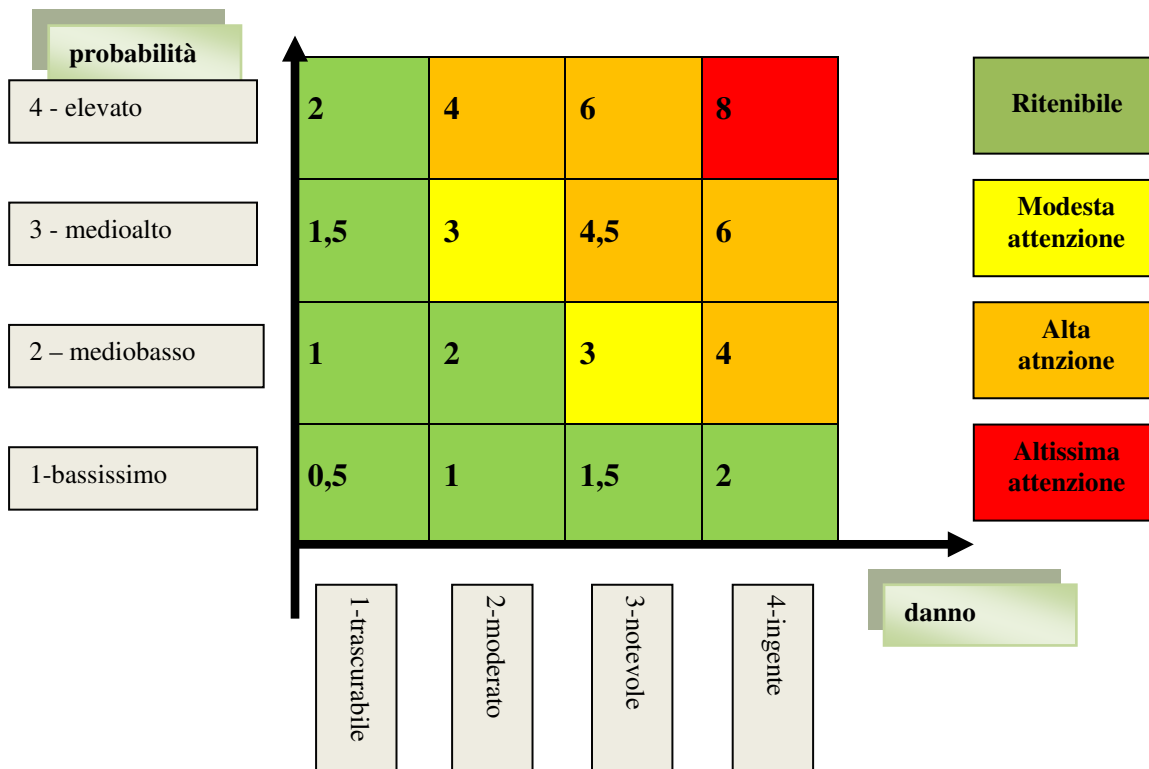 probabilità
4 - elevato
2
4
6
8
Ritenibile
3 - medioalto
1,5
3
4,5
6
Modesta
attenzione
2 – mediobasso
1
2
3
4
Alta
atnzione
1-bassissimo
0,5
1
1,5
2
Altissima
attenzione
1-trascurabile
2-moderato
3-notevole
4-ingente
danno